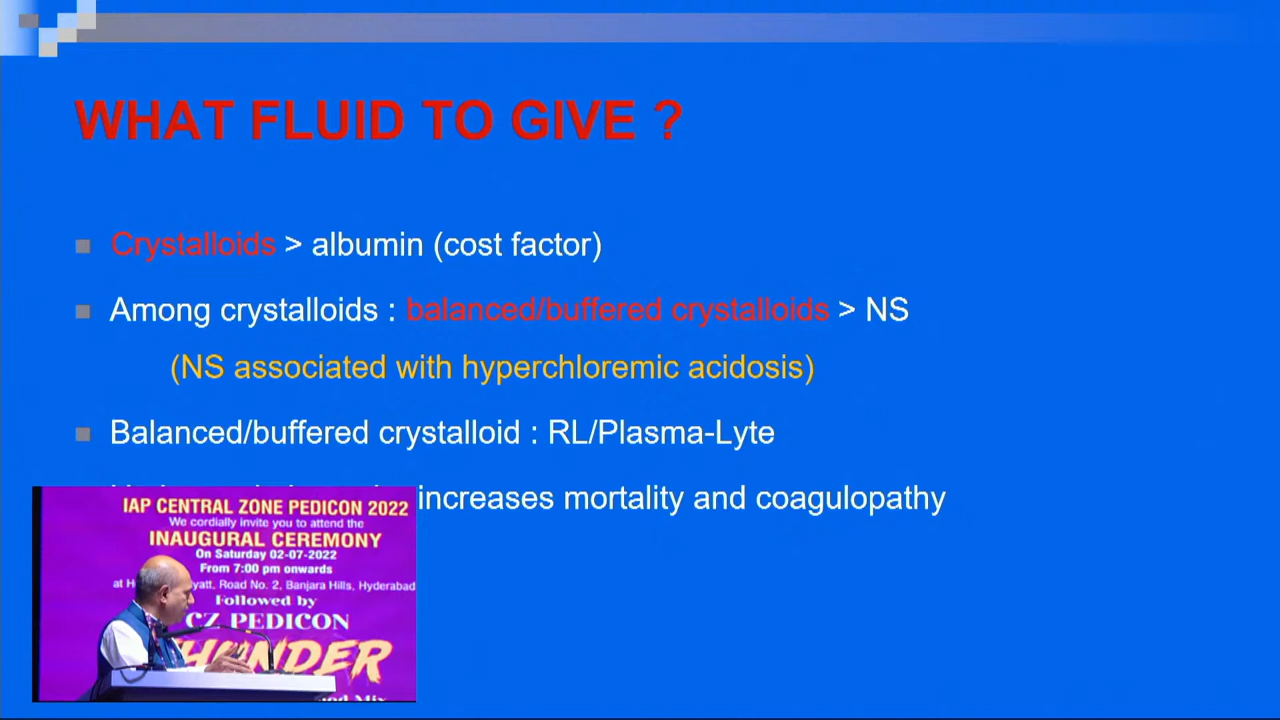 WHAT FLUID TO GIVE ?
Crystalloids > albumin (cost factor)
Among crystalloids : balanced/buffered crystalloids > NS
(NS associated with hyperchloremic acidosis)
Balanced/buffered crystalloid : RL/Plasma-Lyte
increases mortality and coagulopathy
IAP CENTRAL ZONE PEDICON 2022
We cordially invite you to attend the
INAUGURAL CEREMONY
On Saturday 02-07-2022
From 7:00 pm onwards
at Road No. 2, Banjara Hills, Hyderabad
Followed by
CZ PEDICON